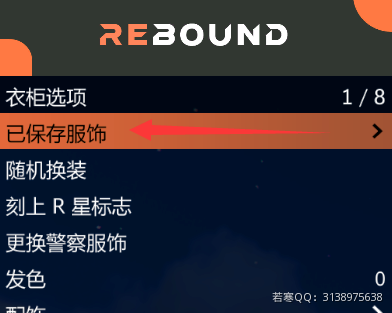 REBOUND
衣柜选项 1 / 8
已保存服饰
随机换装
刻上 R 星标志
更换警察服饰
发色 0
若寒QQ：3138975638
配饰